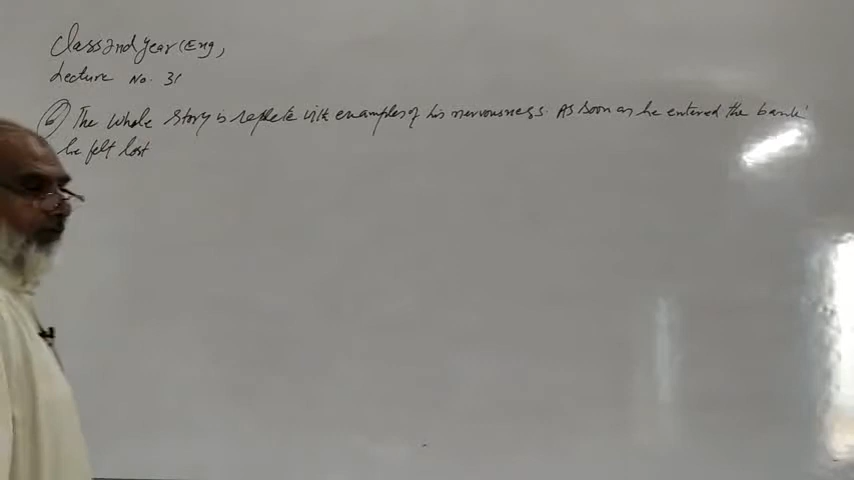 Class 2nd year (Eng)
Lecture No. 31
6) The whole story is replete with examples of his nervousness. As soon as he entered the bank
he felt lost